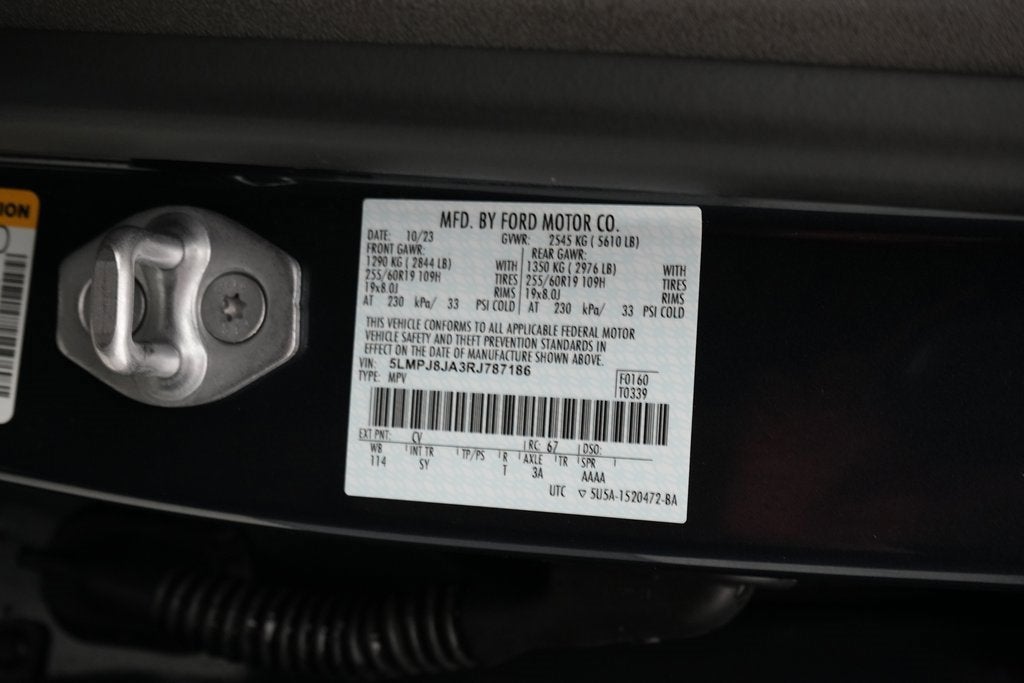 ION
MFD. BY FORD MOTOR CO.
DATE: 10/23 GVWR: 2545 KG ( 5610 LB)
FRONT GAWR: REAR GAWR:
1290 KG ( 2844 LB) WITH 1350 KG ( 2976 LB) WITH
255/60R19 109H TIRES 255/60R19 109H TIRES
19x8.0J RIMS 19x8.0J RIMS
AT 230 kPa/ 33 PSI COLD AT 230 kPa/ 33 PSI COLD
THIS VEHICLE CONFORMS TO ALL APPLICABLE FEDERAL MOTOR
VEHICLE SAFETY AND THEFT PREVENTION STANDARDS IN
EFFECT ON THE DATE OF MANUFACTURE SHOWN ABOVE.
VIN: 5LMPJ8JA3RJ787186
TYPE: MPV
F0160
T0339
EXT PNT: CV RC: 67 DSO:
WB INT TR TP/PS R AXLE TR SPR
114 SY T 3A AAAA
UTC ▽ 5U5A-1520472-BA